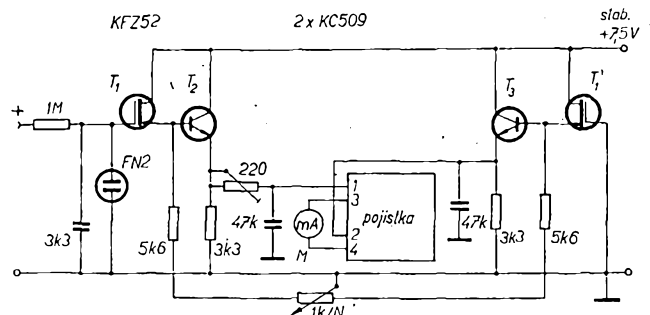 KFZ52
2 x KC509
stab.
+7,5V
T1
T2
T3
T1'
+
1M
FN2
220
1
3
pojistka
2
4
mA
M
47k
47k
3k3
5k6
3k3
3k3
5k6
1k/N